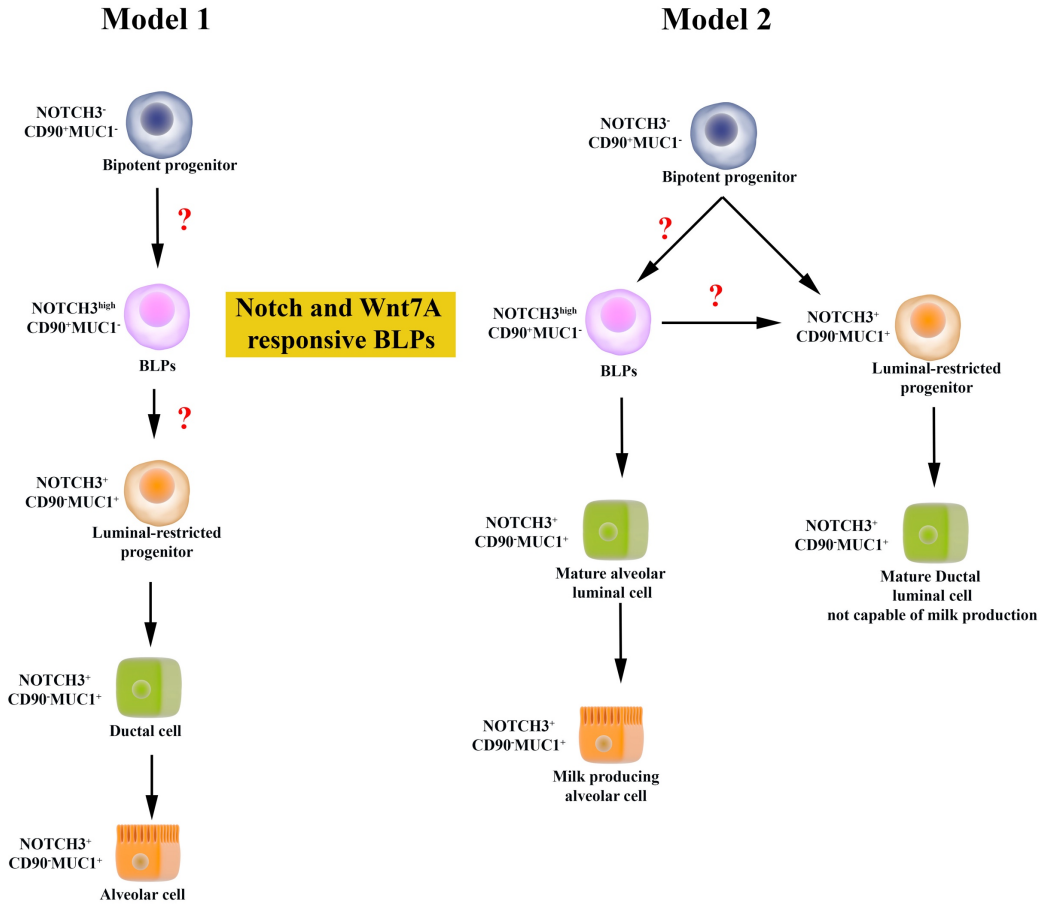 Model 1
NOTCH3⁻
CD90⁺MUC1⁻
Bipotent progenitor
?
NOTCH3ʰⁱᵍʰ
CD90⁺MUC1⁻
BLPs
Notch and Wnt7A
responsive BLPs
?
NOTCH3⁺
CD90⁻MUC1⁺
Luminal-restricted
progenitor
NOTCH3⁺
CD90⁻MUC1⁺
Ductal cell
NOTCH3⁺
CD90⁻MUC1⁺
Alveolar cell
Model 2
NOTCH3⁻
CD90⁺MUC1⁻
Bipotent progenitor
?
?
NOTCH3ʰⁱᵍʰ
CD90⁺MUC1⁻
BLPs
NOTCH3⁺
CD90⁻MUC1⁺
Luminal-restricted
progenitor
NOTCH3⁺
CD90⁻MUC1⁺
Mature alveolar
luminal cell
NOTCH3⁺
CD90⁻MUC1⁺
Mature Ductal
luminal cell
not capable of milk production
NOTCH3⁺
CD90⁻MUC1⁺
Milk producing
alveolar cell